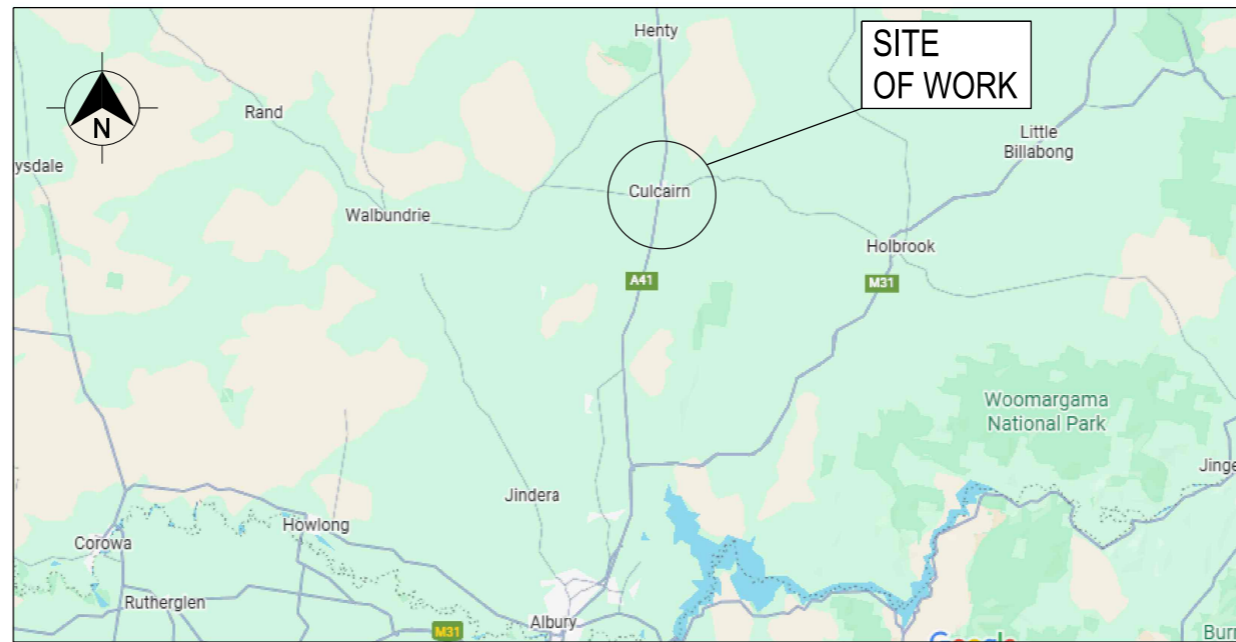 Henty
SITE
OF WORK
N
Rand
Little
Billabong
ysdale
Culcairn
Walbundrie
Holbrook
A41
M31
Woomargama
National Park
Jinge
Jindera
Howlong
Corowa
Rutherglen
Albury
M31
Google
Burr